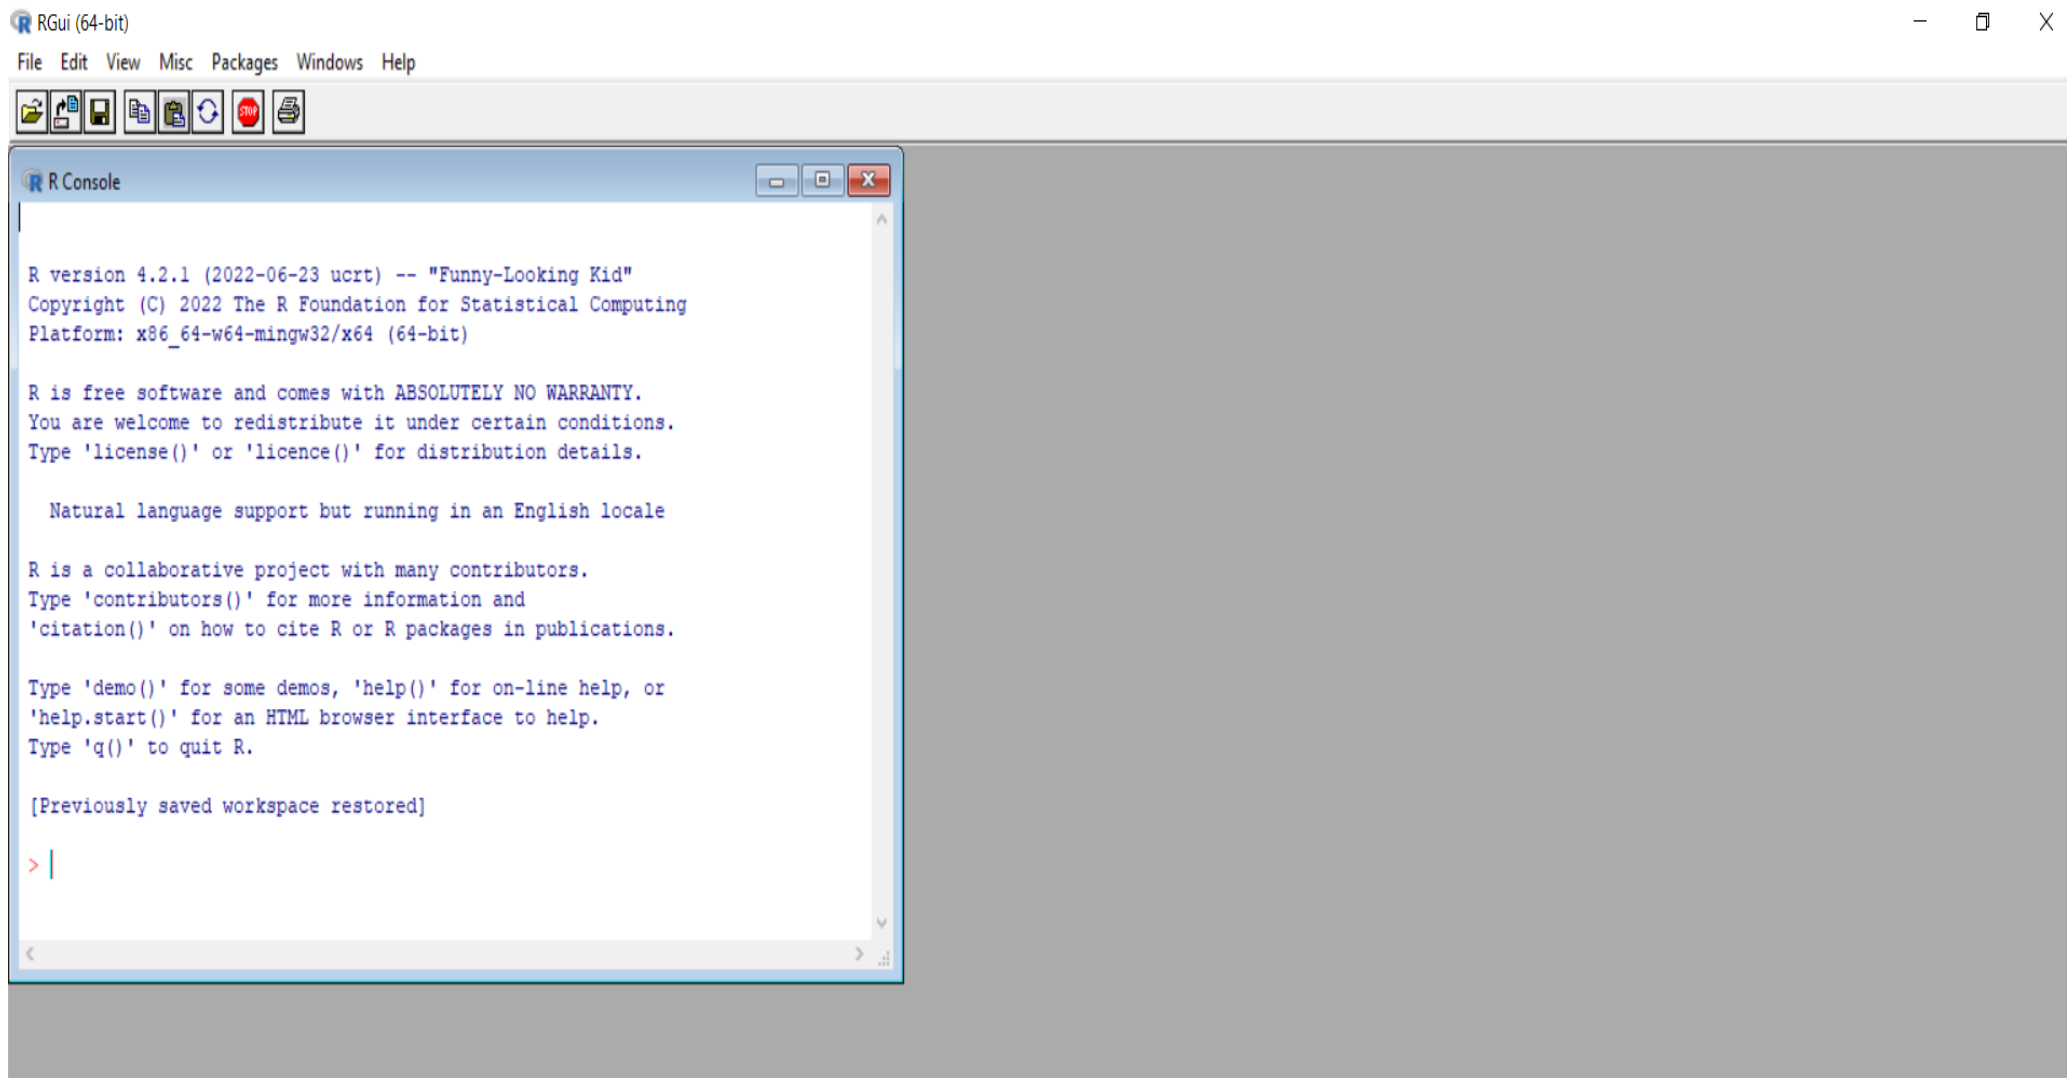 RGui (64-bit)
File Edit View Misc Packages Windows Help
STOP
R Console
R version 4.2.1 (2022-06-23 ucrt) -- "Funny-Looking Kid"
Copyright (C) 2022 The R Foundation for Statistical Computing
Platform: x86_64-w64-mingw32/x64 (64-bit)
R is free software and comes with ABSOLUTELY NO WARRANTY.
You are welcome to redistribute it under certain conditions.
Type 'license()' or 'licence()' for distribution details.
Natural language support but running in an English locale
R is a collaborative project with many contributors.
Type 'contributors()' for more information and
'citation()' on how to cite R or R packages in publications.
Type 'demo()' for some demos, 'help()' for on-line help, or
'help.start()' for an HTML browser interface to help.
Type 'q()' to quit R.
[Previously saved workspace restored]
>